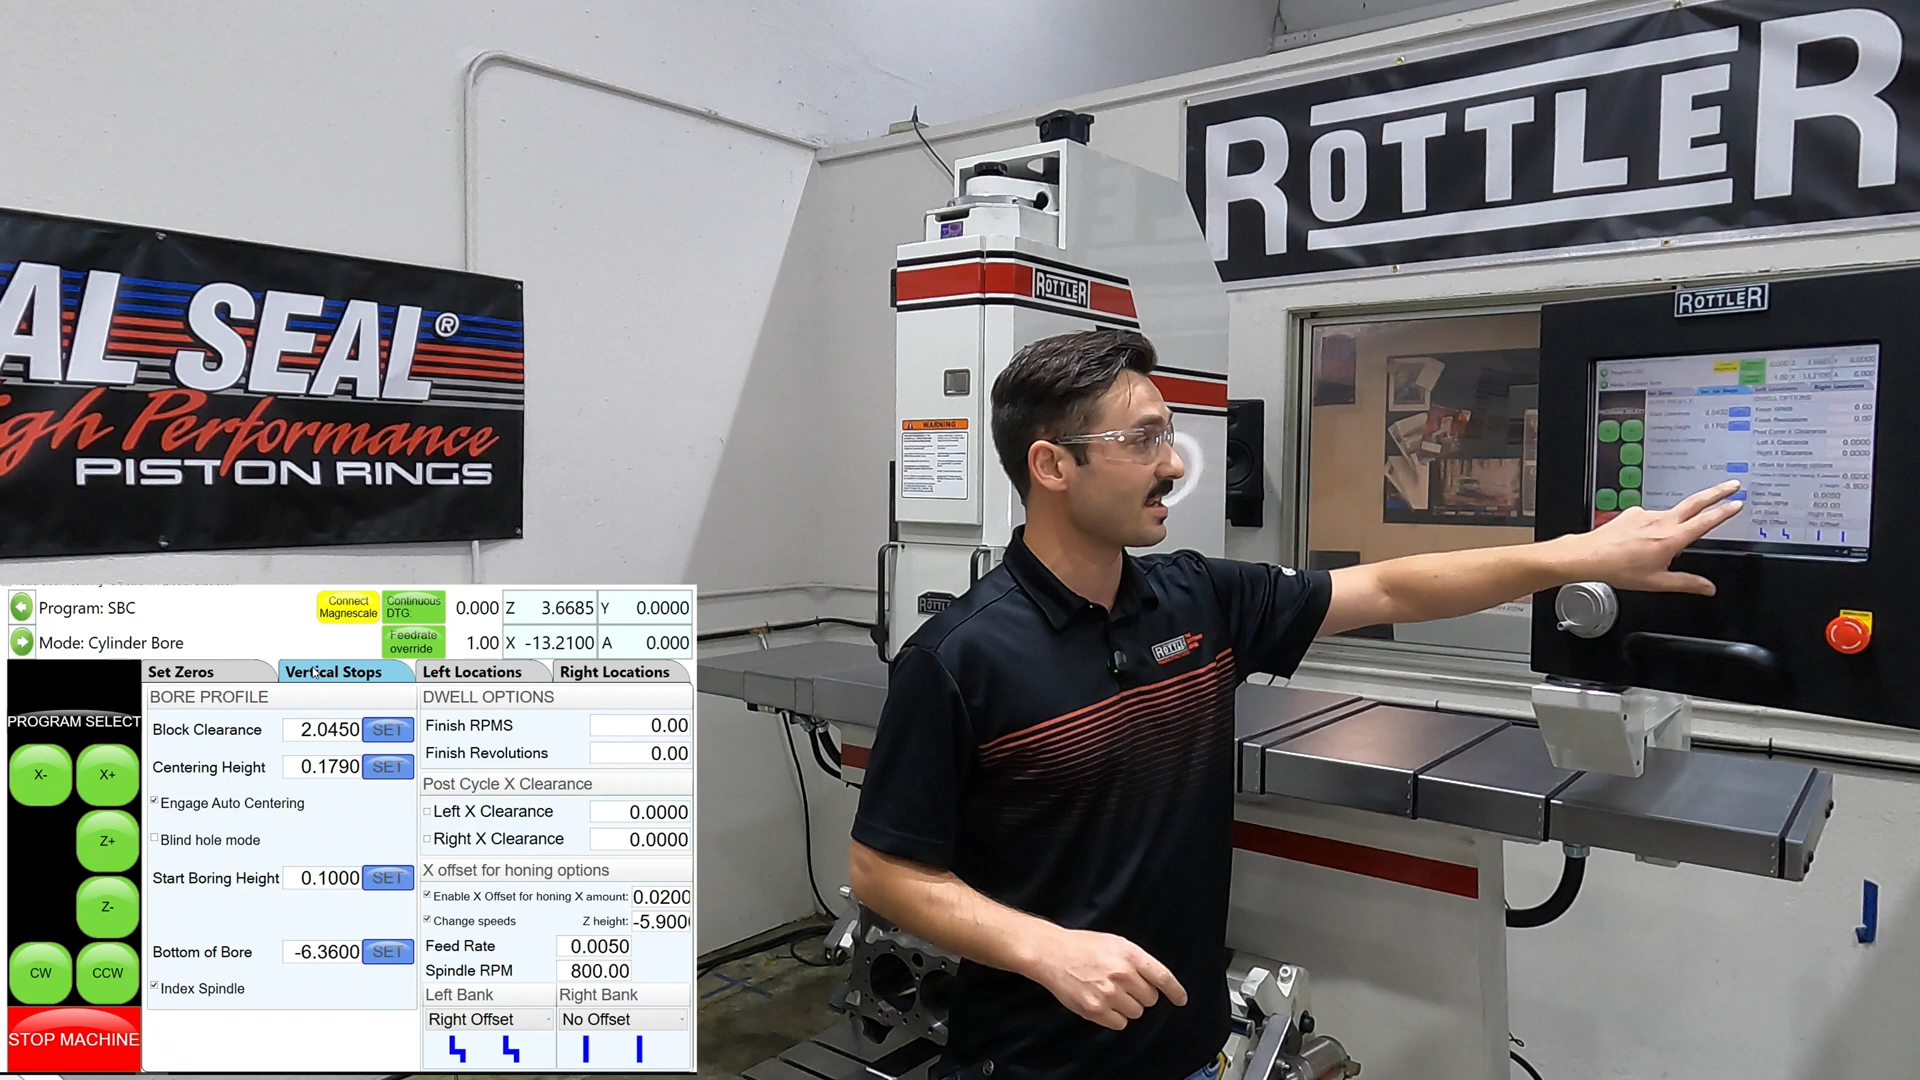 ROTTLER
AL SEAL®
gh Performance
PISTON RINGS
ROTTLER
WARNING
ROTTLER
ROTTLER
Program: SBC
Connect Magnescale
Continuous DTG:
0.000 Z 3.6685 Y 0.0000
Mode: Cylinder Bore
Feedrate override
1.00 X -13.2100 A 0.000
Set Zeros
Vertical Stops
Left Locations
Right Locations
PROGRAM SELECT
X-
X+
Z+
Z-
CW
CCW
STOP MACHINE
BORE PROFILE
Block Clearance 2.0450 SET
Centering Height 0.1790 SET
Engage Auto Centering
Blind hole mode
Start Boring Height 0.1000 SET
Bottom of Bore -6.3600 SET
Index Spindle
DWELL OPTIONS
Finish RPMS 0.00
Finish Revolutions 0.00
Post Cycle X Clearance
Left X Clearance 0.0000
Right X Clearance 0.0000
X offset for honing options
Enable X Offset for honing X amount: 0.0200
Change speeds Z height: -5.9000
Feed Rate 0.0050
Spindle RPM 800.00
Left Bank
Right Bank
Right Offset
No Offset